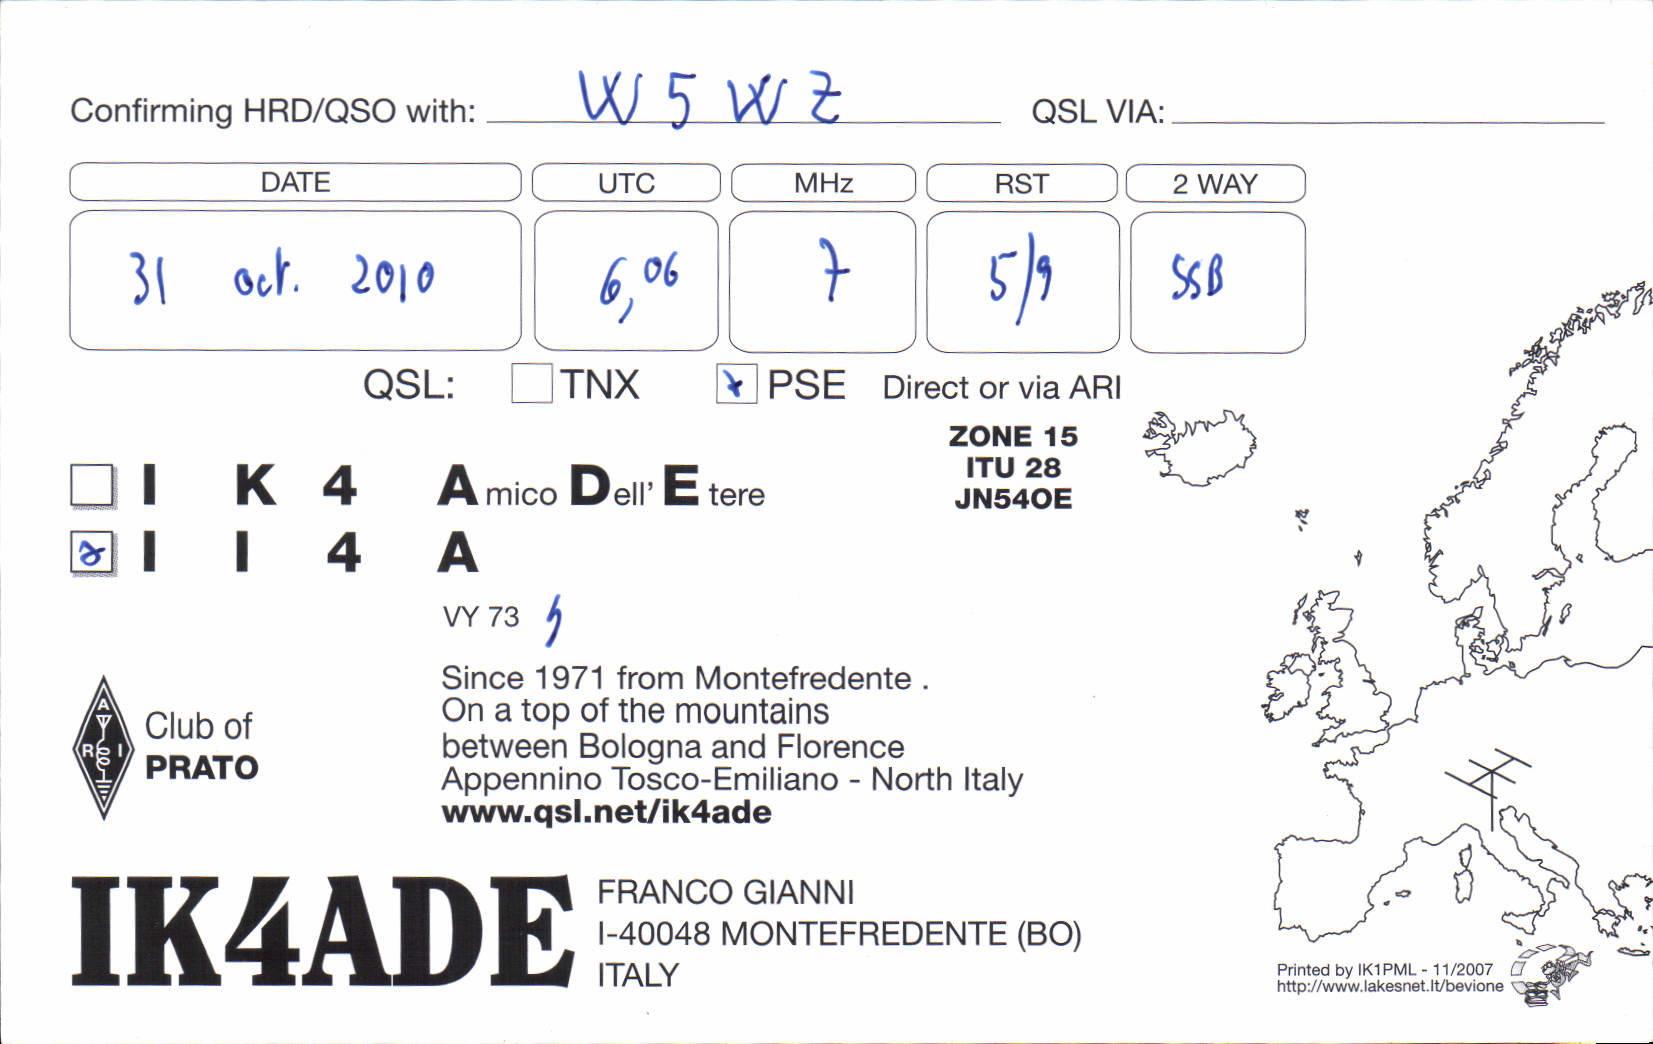 Confirming HRD/QSO with: W5WZ QSL VIA:
DATE UTC MHz RST 2 WAY
31 oct. 2010 6,06 7 5/9 SSB
QSL: TNX PSE Direct or via ARI
ZONE 15
ITU 28
JN54OE
I K 4 Amico Dell' Etere
I I 4 A
VY 73
Since 1971 from Montefredente .
On a top of the mountains
between Bologna and Florence
Appennino Tosco-Emiliano - North Italy
www.qsl.net/ik4ade
A
R I
Club of
PRATO
IK4ADE
FRANCO GIANNI
I-40048 MONTEFREDENTE (BO)
ITALY
Printed by IK1PML - 11/2007
http://www.lakesnet.It/bevione